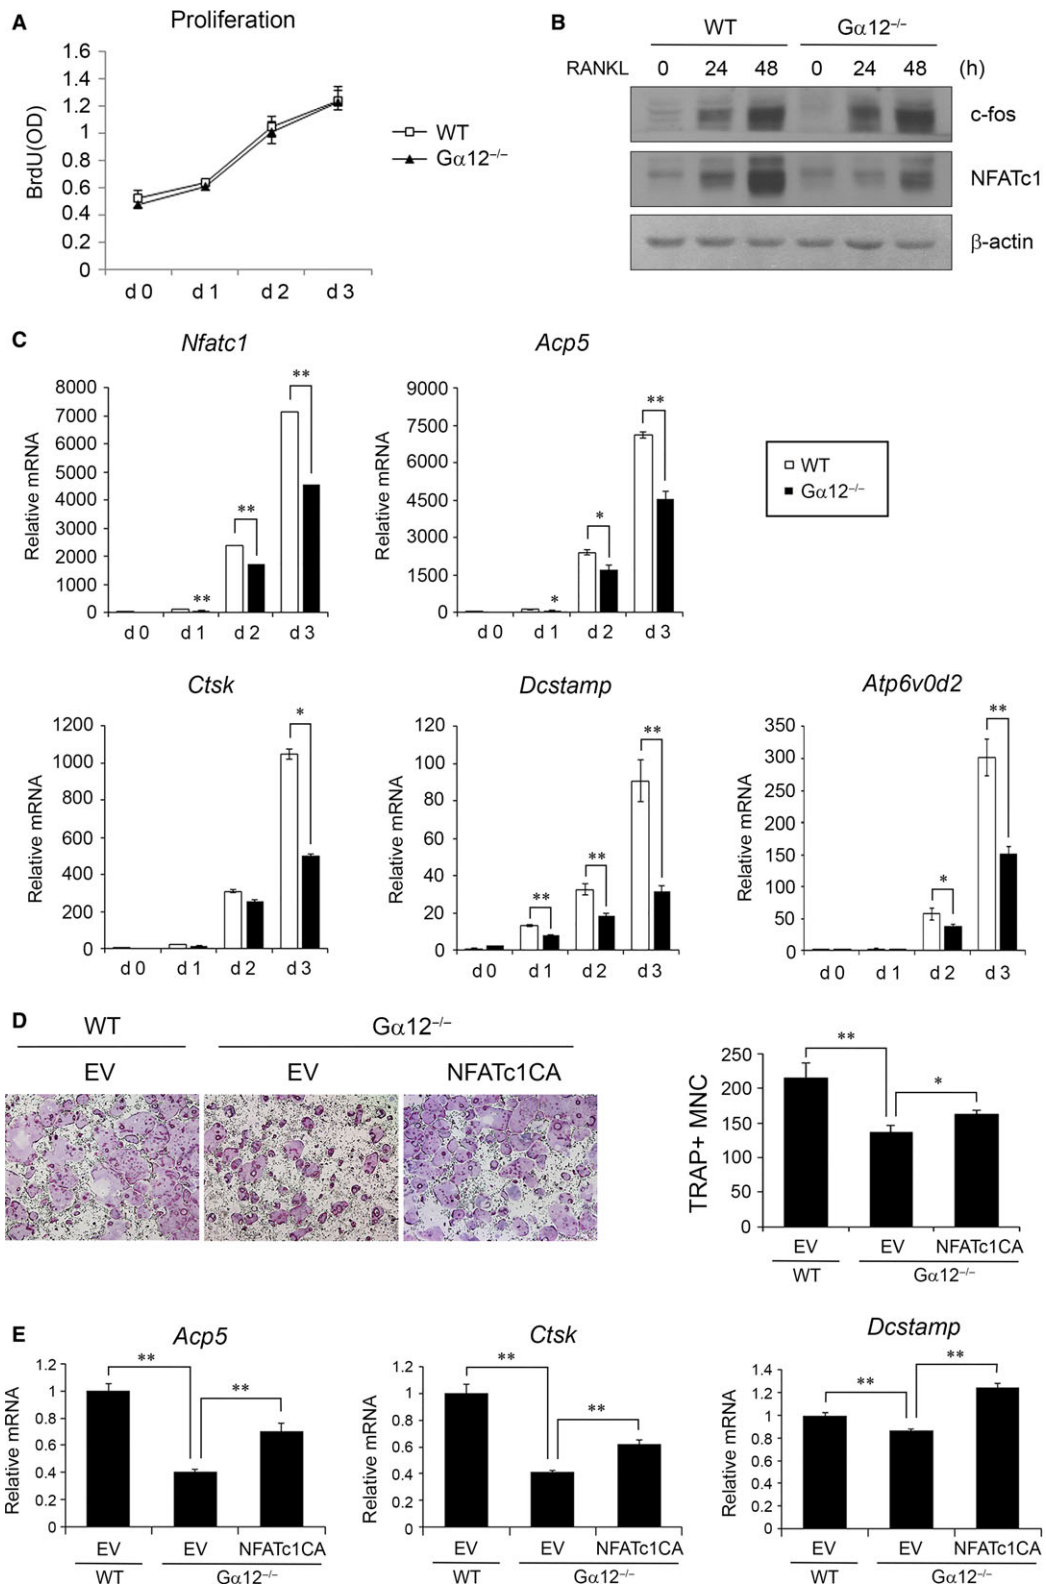 A
Proliferation
1.6
1.4
1.2
1
0.8
0.6
0.4
0.2
0
BrdU(OD)
d 0 d 1 d 2 d 3
WT
Gα12⁻/⁻
B
WT Gα12⁻/⁻
RANKL 0 24 48 0 24 48 (h)
c-fos
NFATc1
β-actin
C
Nfatc1
8000
7000
6000
5000
4000
3000
2000
1000
0
Relative mRNA
**
**
**
d 0 d 1 d 2 d 3
Acp5
9000
7500
6000
4500
3000
1500
0
Relative mRNA
*
*
**
d 0 d 1 d 2 d 3
WT
Gα12⁻/⁻
Ctsk
1200
1000
800
600
400
200
0
Relative mRNA
*
d 0 d 1 d 2 d 3
Dcstamp
120
100
80
60
40
20
0
Relative mRNA
**
**
**
d 0 d 1 d 2 d 3
Atp6v0d2
350
300
250
200
150
100
50
0
Relative mRNA
*
**
d 0 d 1 d 2 d 3
D
WT Gα12⁻/⁻
EV EV NFATc1CA
250
200
150
100
50
0
TRAP+ MNC
**
*
EV EV NFATc1CA
WT Gα12⁻/⁻
E
Acp5
1.2
1
0.8
0.6
0.4
0.2
0
Relative mRNA
**
**
EV EV NFATc1CA
WT Gα12⁻/⁻
Ctsk
1.2
1
0.8
0.6
0.4
0.2
0
Relative mRNA
**
**
EV EV NFATc1CA
WT Gα12⁻/⁻
Dcstamp
1.4
1.2
1
0.8
0.6
0.4
0.2
0
Relative mRNA
**
**
EV EV NFATc1CA
WT Gα12⁻/⁻